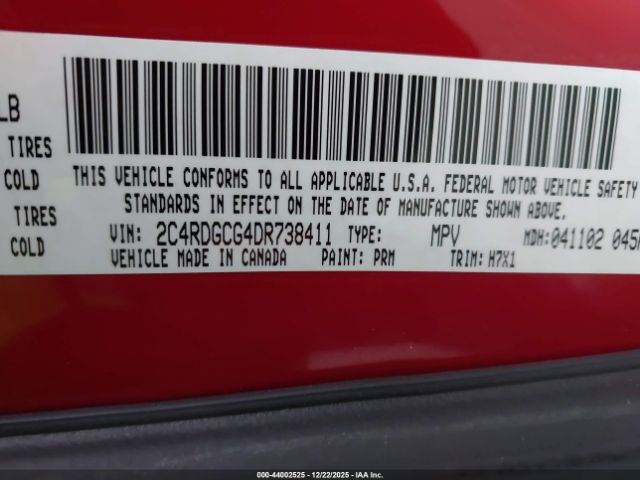 LB
TIRES
COLD THIS VEHICLE CONFORMS TO ALL APPLICABLE U.S.A. FEDERAL MOTOR VEHICLE SAFETY
STANDARDS IN EFFECT ON THE DATE OF MANUFACTURE SHOWN ABOVE.
TIRES
COLD VIN: 2C4RDGCG4DR738411 TYPE: MPV MDH:041102 045
VEHICLE MADE IN CANADA PAINT: PRM TRIM: H7X1
000-44002525 - 12/22/2025 - IAA Inc.